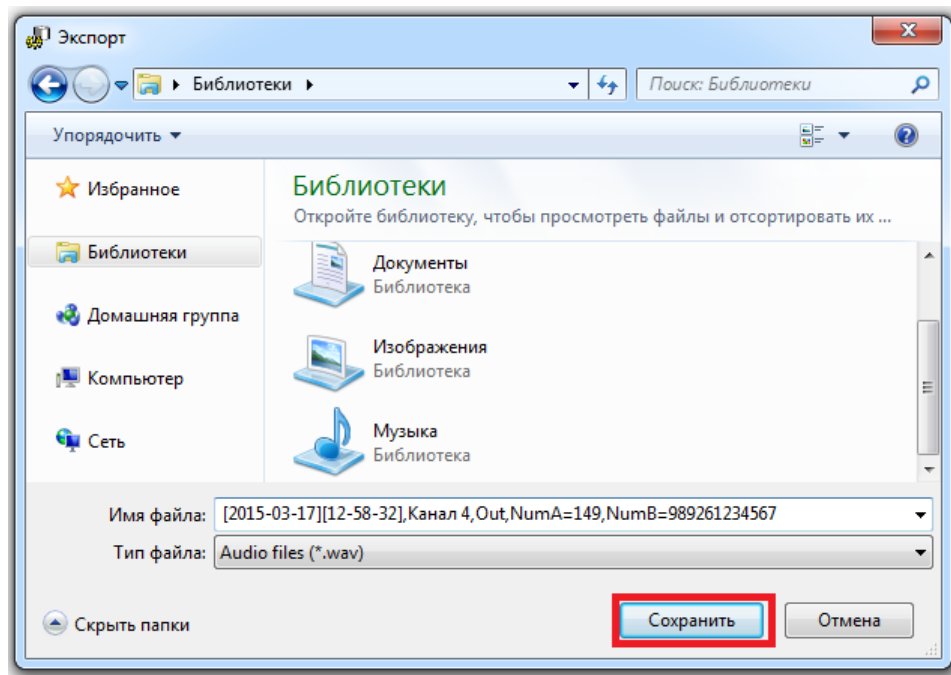 Экспорт
Библиотеки
Поиск: Библиотеки
Упорядочить
Избранное
Библиотеки
Домашняя группа
Компьютер
Сеть
Библиотеки
Откройте библиотеку, чтобы просмотреть файлы и отсортировать их ...
Документы
Библиотека
Изображения
Библиотека
Музыка
Библиотека
Имя файла: [2015-03-17][12-58-32],Канал 4,Out,NumA=149,NumB=989261234567
Тип файла: Audio files (*.wav)
Скрыть папки
Сохранить
Отмена